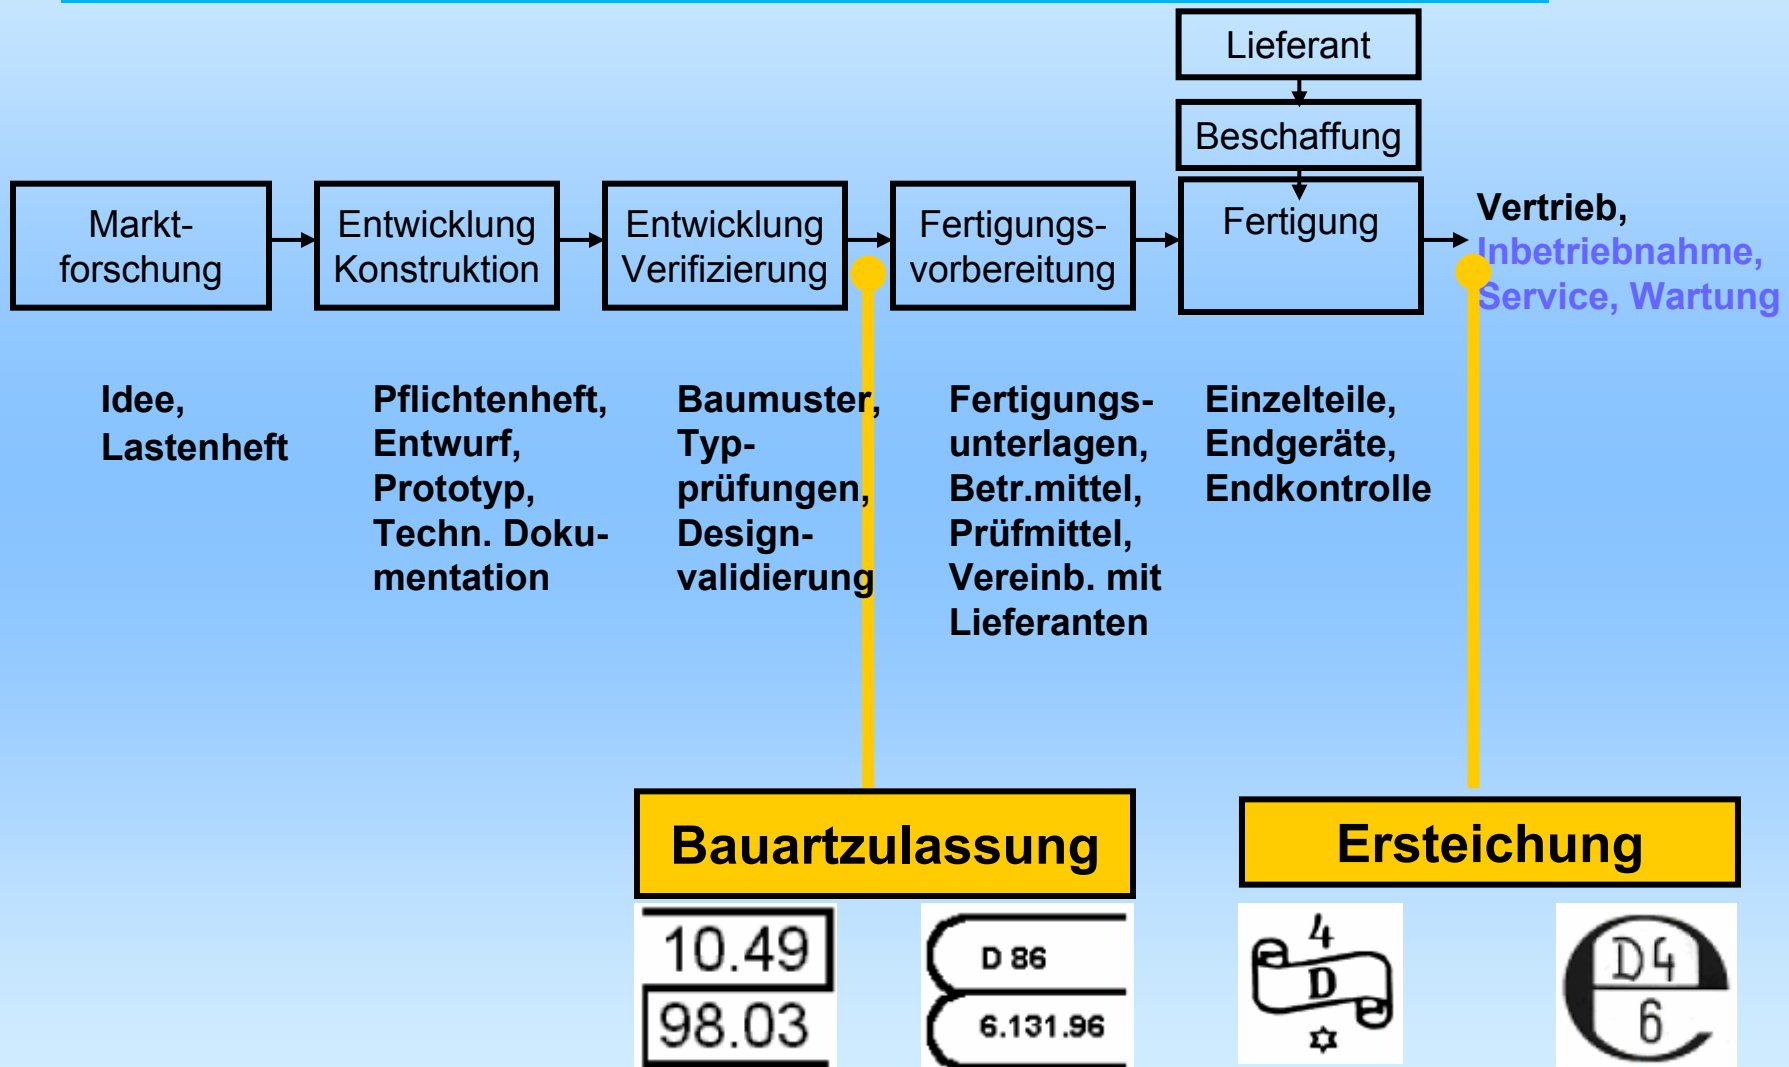 Lieferant
Beschaffung
Markt-
forschung
Entwicklung
Konstruktion
Entwicklung
Verifizierung
Fertigungs-
vorbereitung
Fertigung
Vertrieb,
Inbetriebnahme,
Service, Wartung
Idee,
Lastenheft
Pflichtenheft,
Entwurf,
Prototyp,
Techn. Doku-
mentation
Baumuster,
Typ-
prüfungen,
Design-
validierung
Fertigungs-
unterlagen,
Betr.mittel,
Prüfmittel,
Vereinb. mit
Lieferanten
Einzelteile,
Endgeräte,
Endkontrolle
Bauartzulassung
Ersteichung
10.49
98.03
D 86
6.131.96
4
D
D4
6